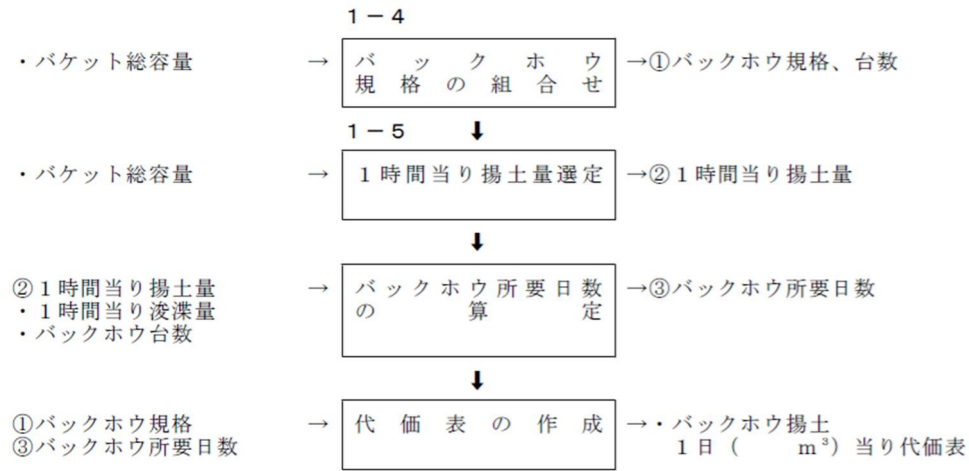 １－４
・バケット総容量 → バックホウ →①バックホウ規格、台数
規格の組合せ
１－５ ⬇
・バケット総容量 → １時間当り揚土量選定 →②１時間当り揚土量
⬇
②１時間当り揚土量 → バックホウ所要日数 →③バックホウ所要日数
・１時間当り浚渫量 の算定
・バックホウ台数
⬇
①バックホウ規格 → 代価表の作成 →・バックホウ揚土
③バックホウ所要日数 １日（　　ｍ³）当り代価表